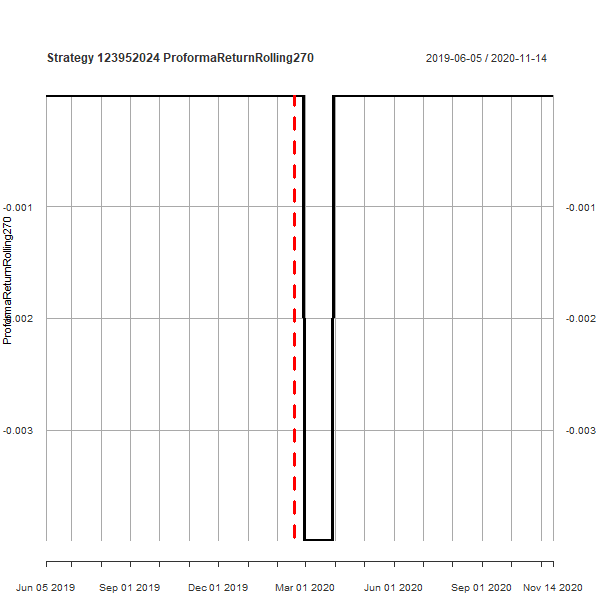 Strategy 123952024 ProformaReturnRolling270
2019-06-05 / 2020-11-14
-0.001
-0.001
ProformaReturnRolling270
-0.002
-0.002
-0.003
-0.003
Jun 05 2019
Sep 01 2019
Dec 01 2019
Mar 01 2020
Jun 01 2020
Sep 01 2020
Nov 14 2020